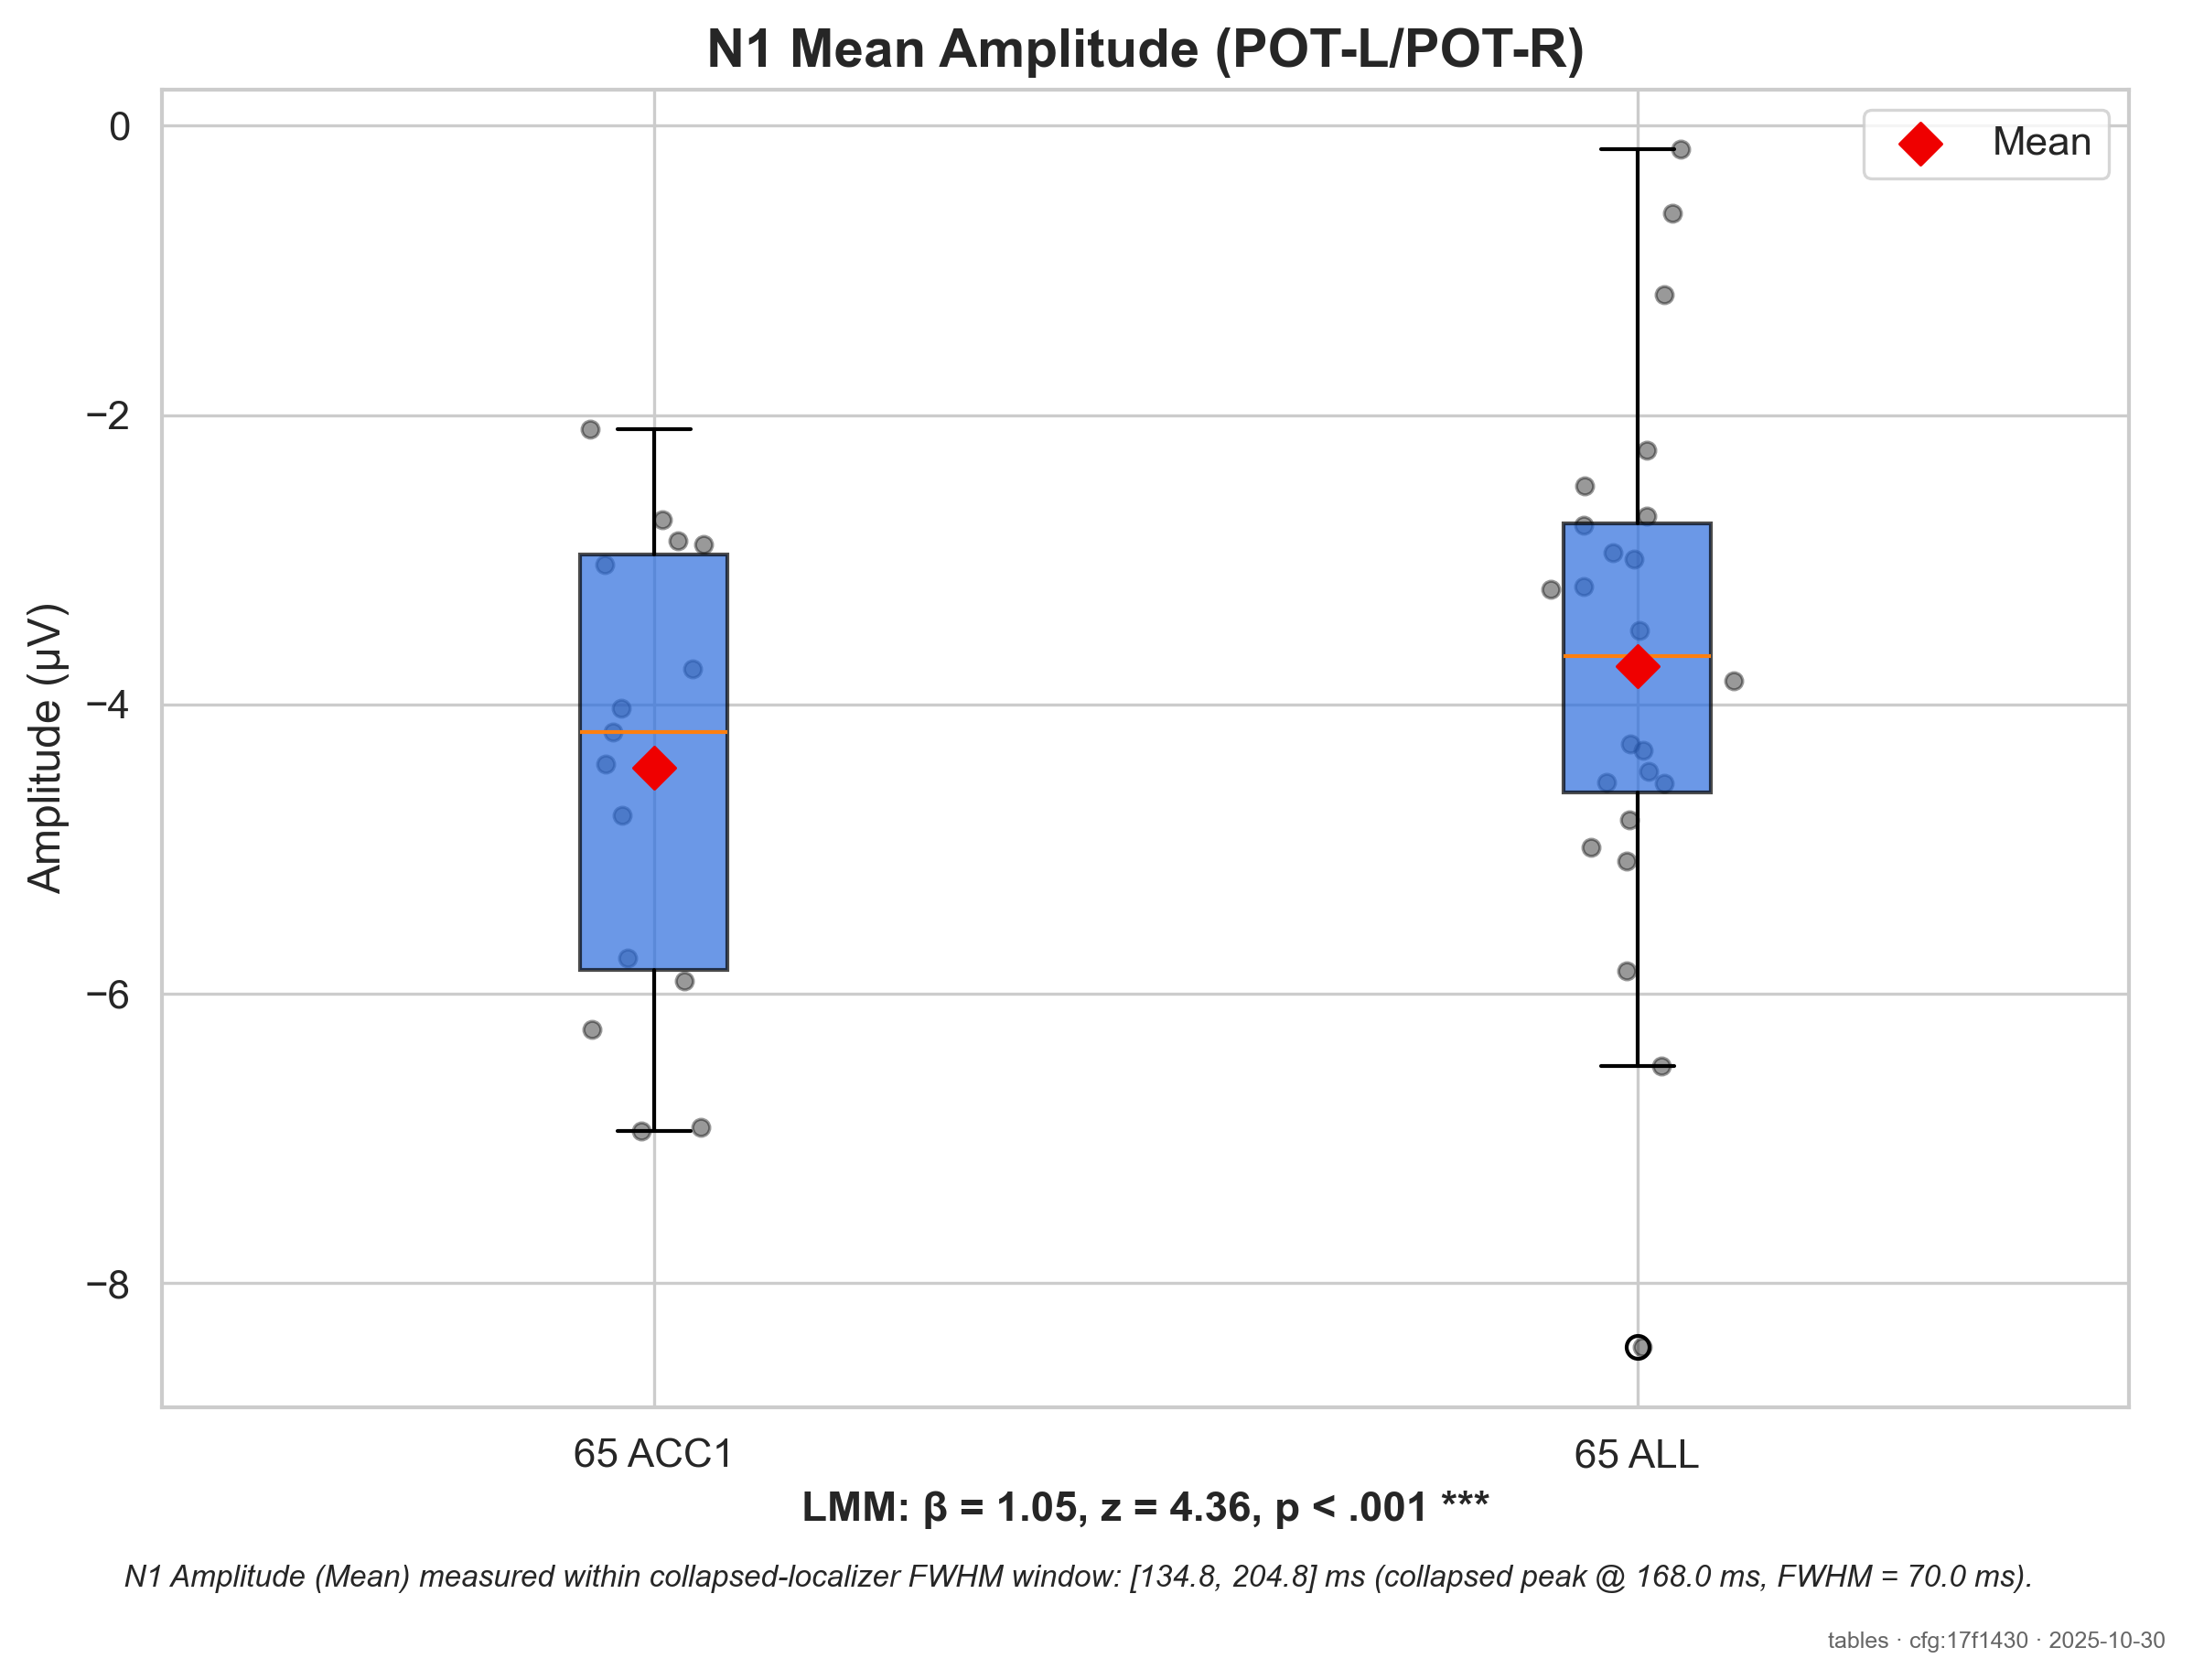 N1 Mean Amplitude (POT-L/POT-R)
Mean
0
−2
−4
−6
−8
Amplitude (µV)
65 ACC1
65 ALL
LMM: β = 1.05, z = 4.36, p < .001 ***
N1 Amplitude (Mean) measured within collapsed-localizer FWHM window: [134.8, 204.8] ms (collapsed peak @ 168.0 ms, FWHM = 70.0 ms).
tables · cfg:17f1430 · 2025-10-30